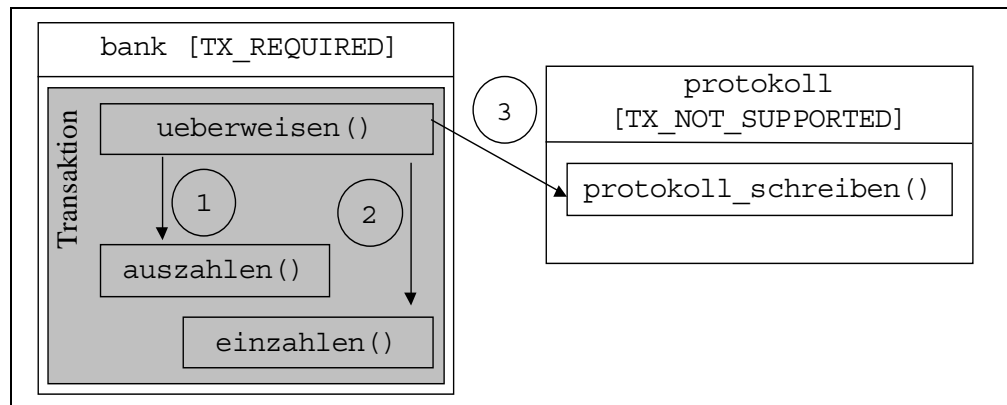 bank [TX_REQUIRED]
Transaktion
ueberweisen()
1
2
auszahlen()
einzahlen()
3
protokoll
[TX_NOT_SUPPORTED]
protokoll_schreiben()